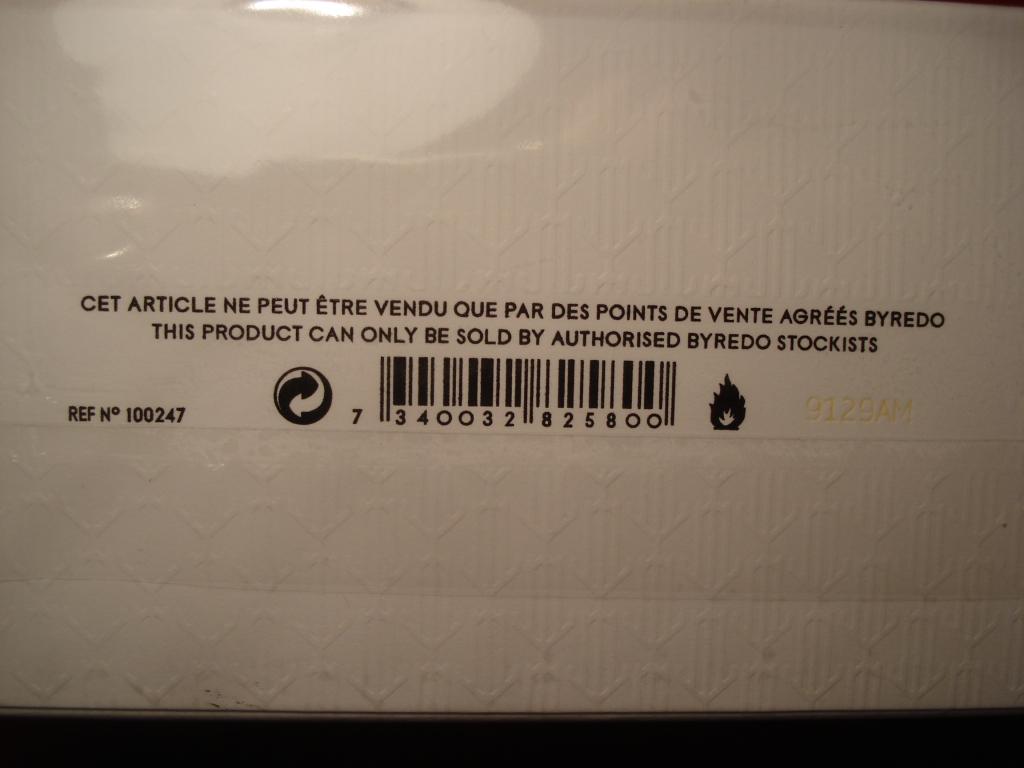 CET ARTICLE NE PEUT ÊTRE VENDU QUE PAR DES POINTS DE VENTE AGRÉÉS BYREDO
THIS PRODUCT CAN ONLY BE SOLD BY AUTHORISED BYREDO STOCKISTS
REF Nº 100247
7 340032 825800
9129AM